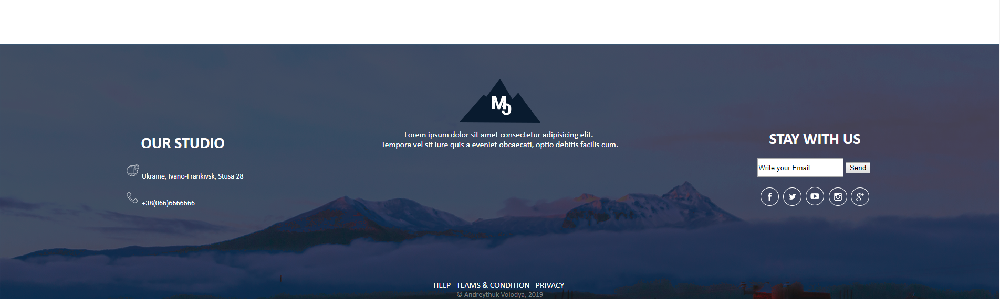 MC
Lorem ipsum dolor sit amet consectetur adipisicing elit.
Tempora vel sit iure quis a eveniet obcaecati, optio debitis facilis cum.
OUR STUDIO
Ukraine, Ivano-Frankivsk, Stusa 28
+38(066)6666666
STAY WITH US
Write your Email Send
HELP TEAMS & CONDITION PRIVACY
© Andreythuk Volodya, 2019